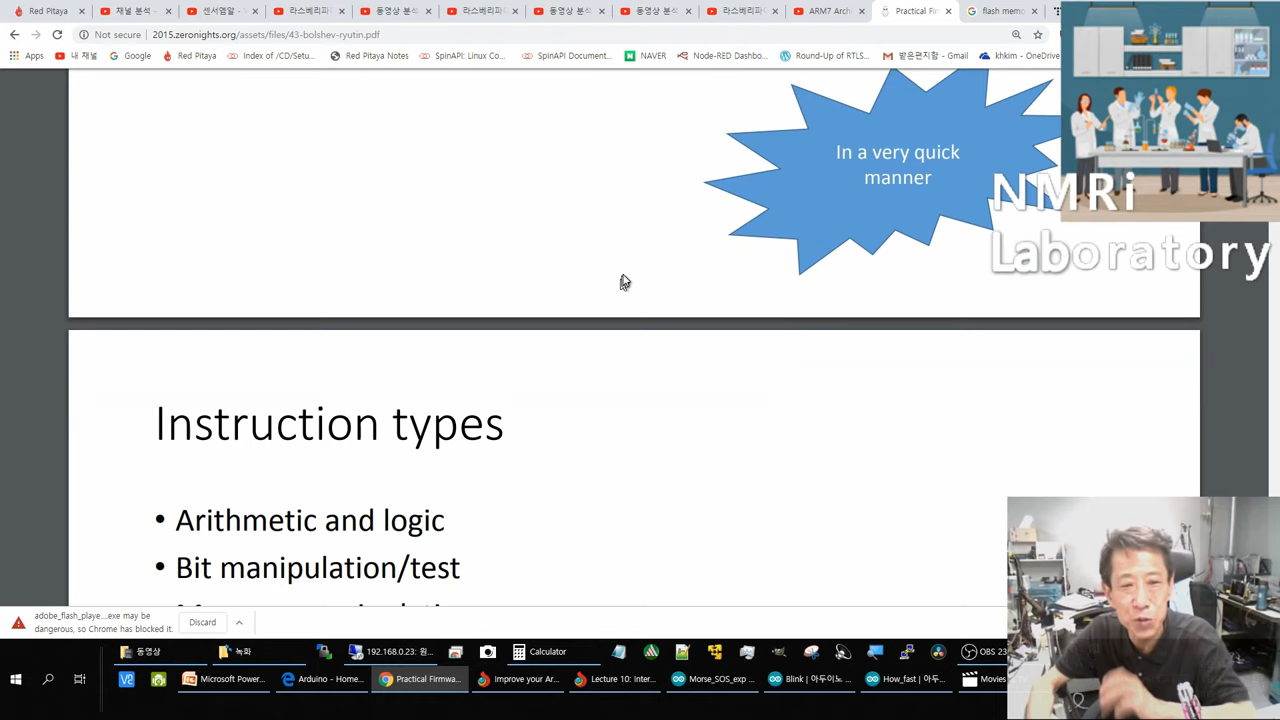 Red Pitaya
채널 분석 -
센서엠알 -
라스베리파이
동영상 분석
라스베리파
동영상 분석
동영상 분석
라스베리파이
ARM7 Archi
Practical Firm
flash memo
Not secure
2015.zeronights.org/assets/files/43-bolshev-ryutin.pdf
Apps
내 채널
Google
Red Pitaya
Index of /CD/Setu...
Red Pitaya Notes
SpinAPI: Linux Co...
SpinAPI Document...
NAVER
Node-RED Dashbo...
Round-Up of RTLS...
받은편지함 - Gmail
khkim - OneDrive
In a very quick
manner
NMRi
Laboratory
Instruction types
• Arithmetic and logic
• Bit manipulation/test
adobe_flash_playe....exe may be
dangerous, so Chrome has blocked it.
Discard
동영상
녹화
192.168.0.23: 원...
Calculator
OBS 23
Microsoft Power...
Arduino - Home...
Practical Firmwa...
Improve your Ar...
Lecture 10: Inter...
Morse_SOS_exp ...
Blink | 아두이노 ...
How_fast | 아두...
Movies